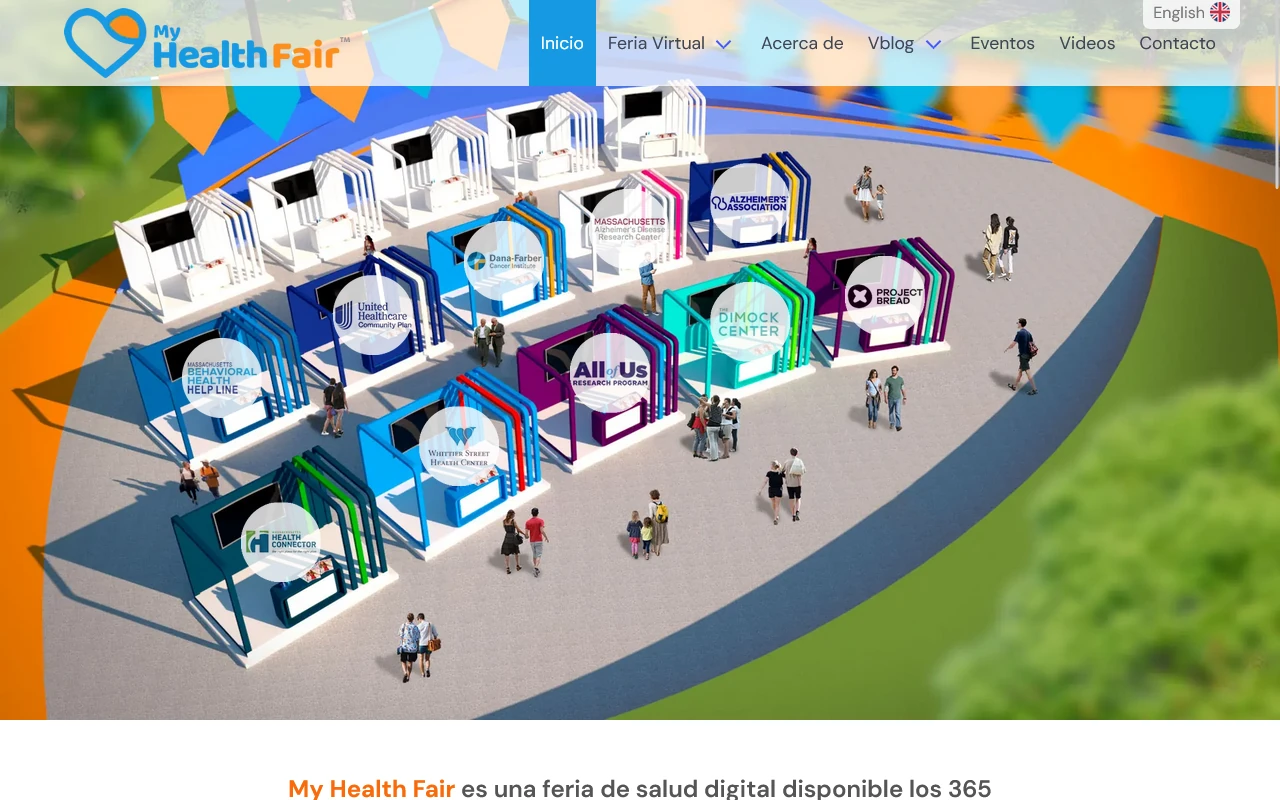 My
Health Fair™
English
Inicio
Feria Virtual
Acerca de
Vblog
Eventos
Videos
Contacto
ALZHEIMER'S
ASSOCIATION
MASSACHUSETTS
Alzheimer's Disease
Research Center
Dana-Farber
Cancer Institute
PROJECT
BREAD
United
Healthcare
Community Plan
THE
DIMOCK
CENTER
MASSACHUSETTS
BEHAVIORAL
HEALTH
HELP LINE
All of Us
RESEARCH PROGRAM
WHITTIER STREET
HEALTH CENTER
HEALTH
CONNECTOR
My Health Fair es una feria de salud digital disponible los 365